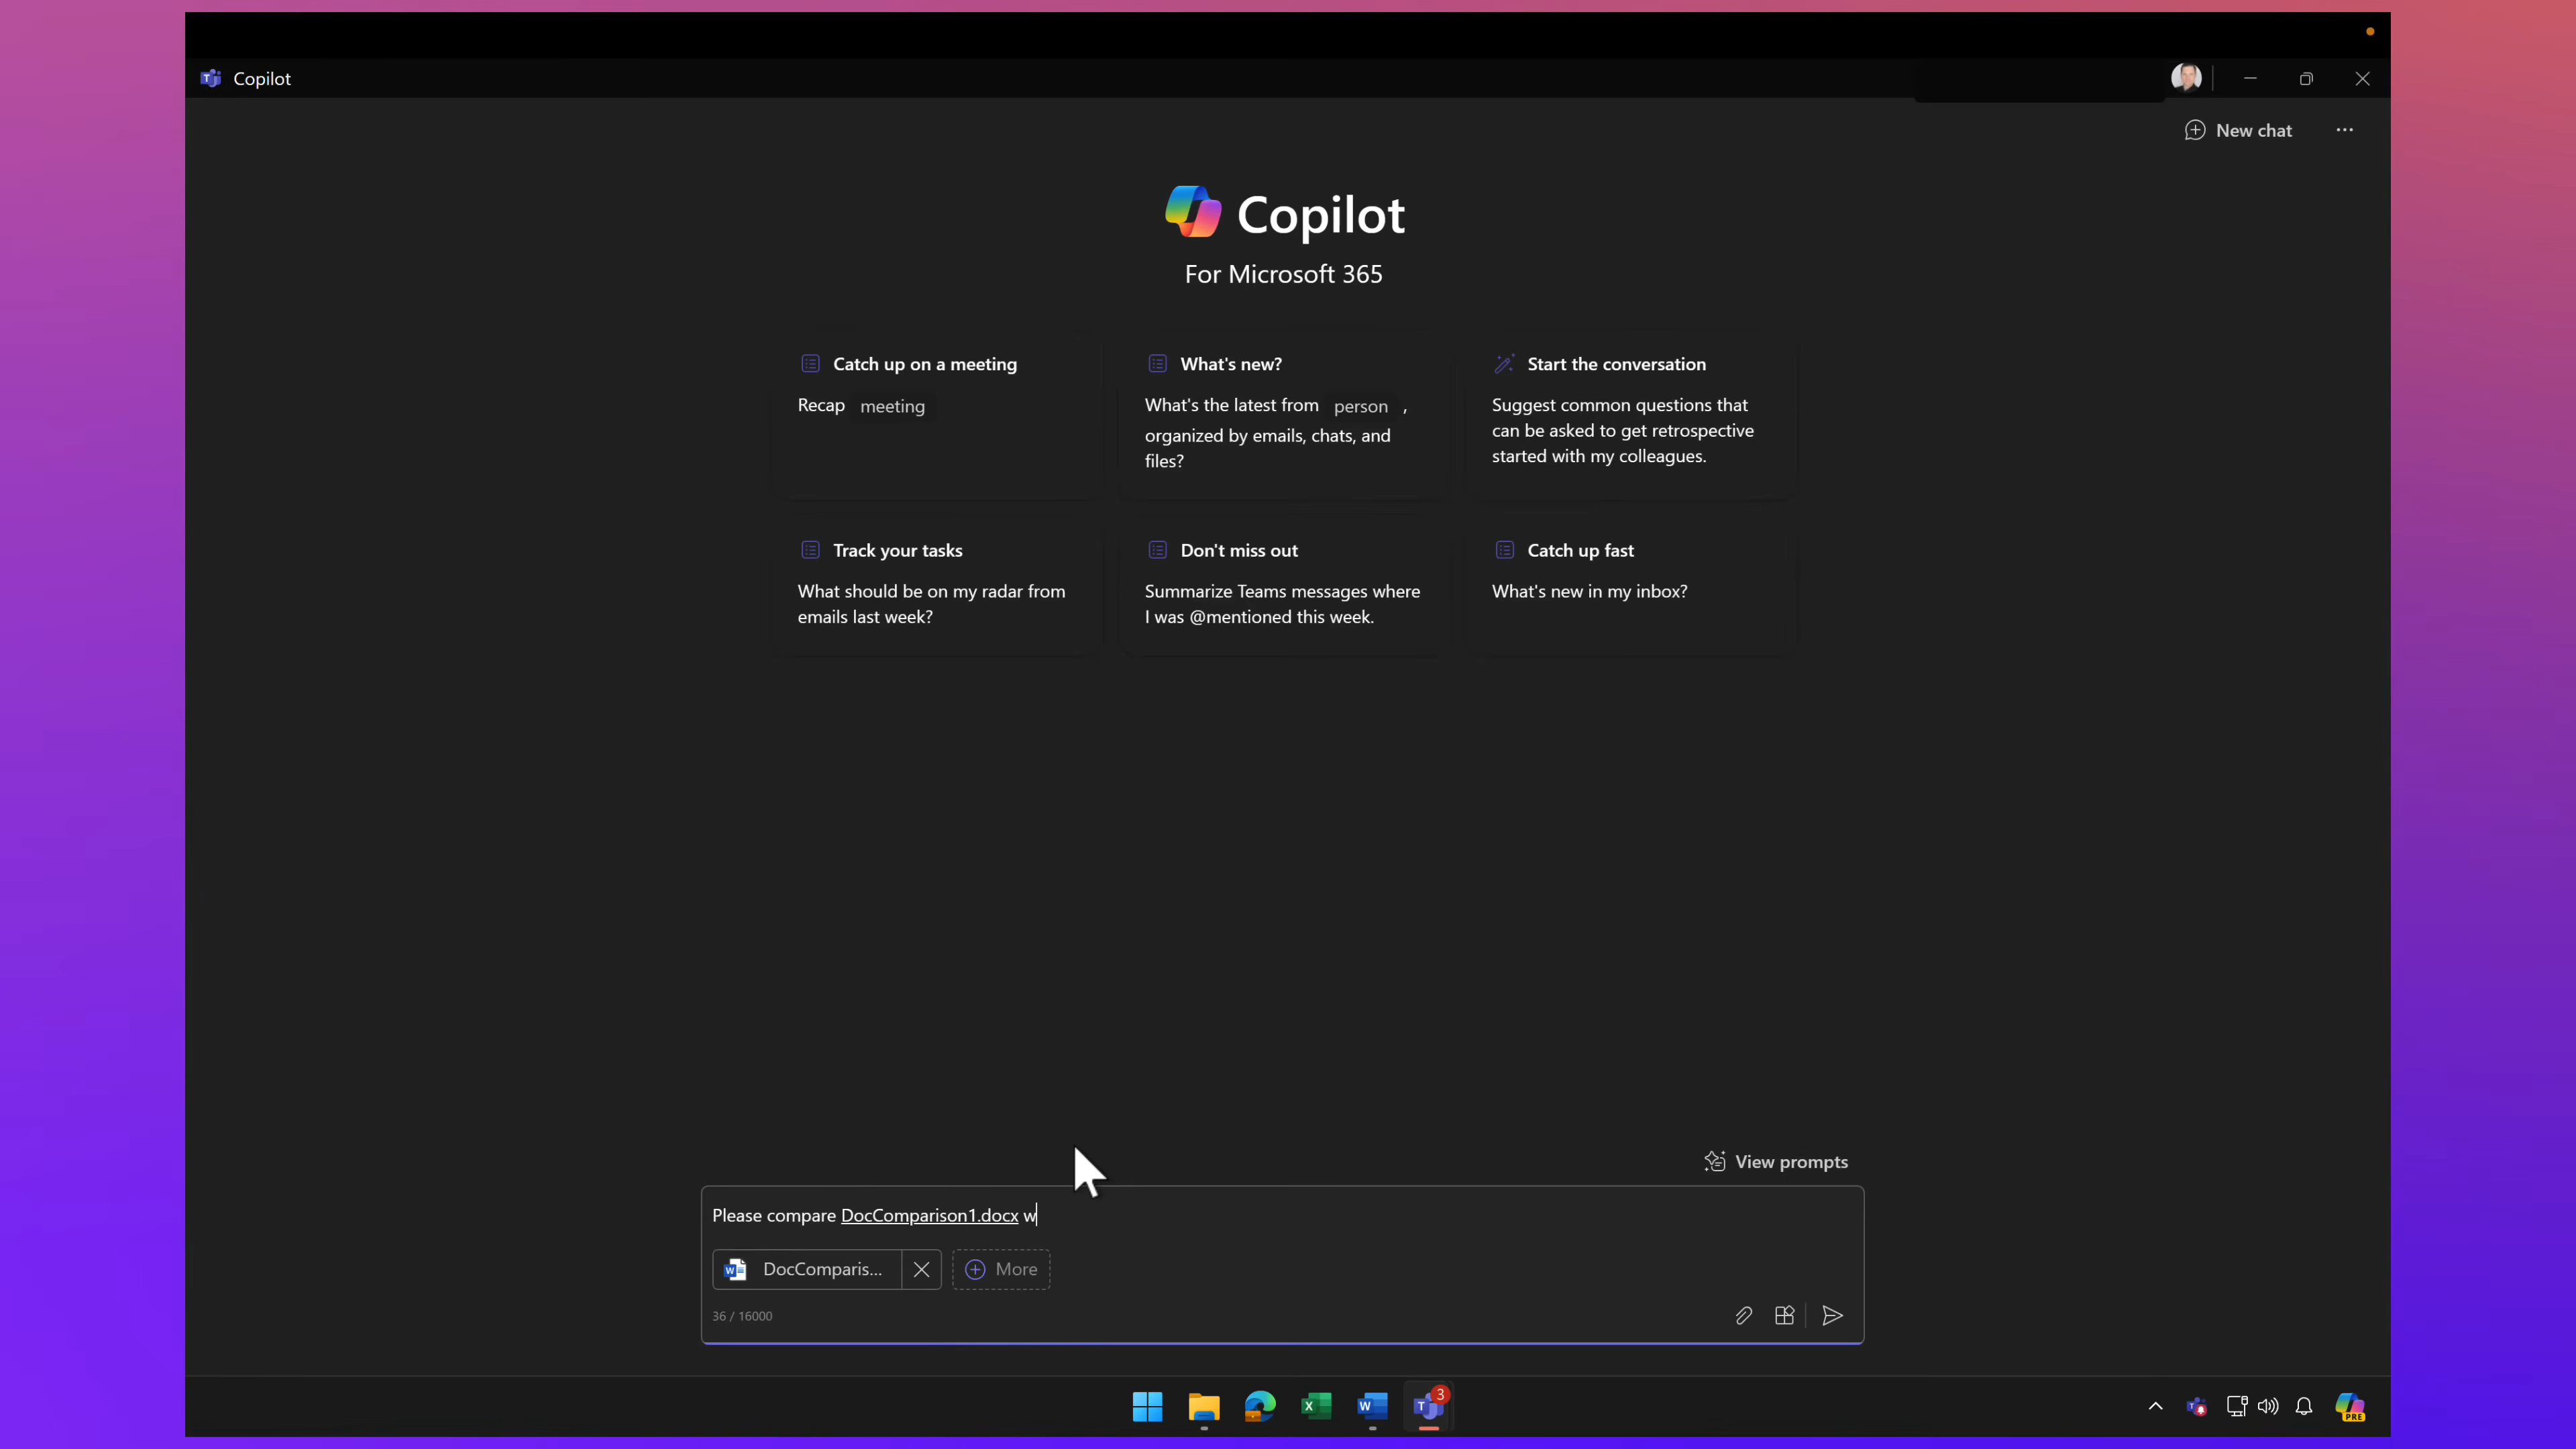 Copilot
New chat
Copilot
For Microsoft 365
Catch up on a meeting
Recap meeting
What's new?
What's the latest from person ,
organized by emails, chats, and
files?
Start the conversation
Suggest common questions that
can be asked to get retrospective
started with my colleagues.
Track your tasks
What should be on my radar from
emails last week?
Don't miss out
Summarize Teams messages where
I was @mentioned this week.
Catch up fast
What's new in my inbox?
View prompts
Please compare DocComparison1.docx w
DocComparis...
More
36 / 16000
3
PRE